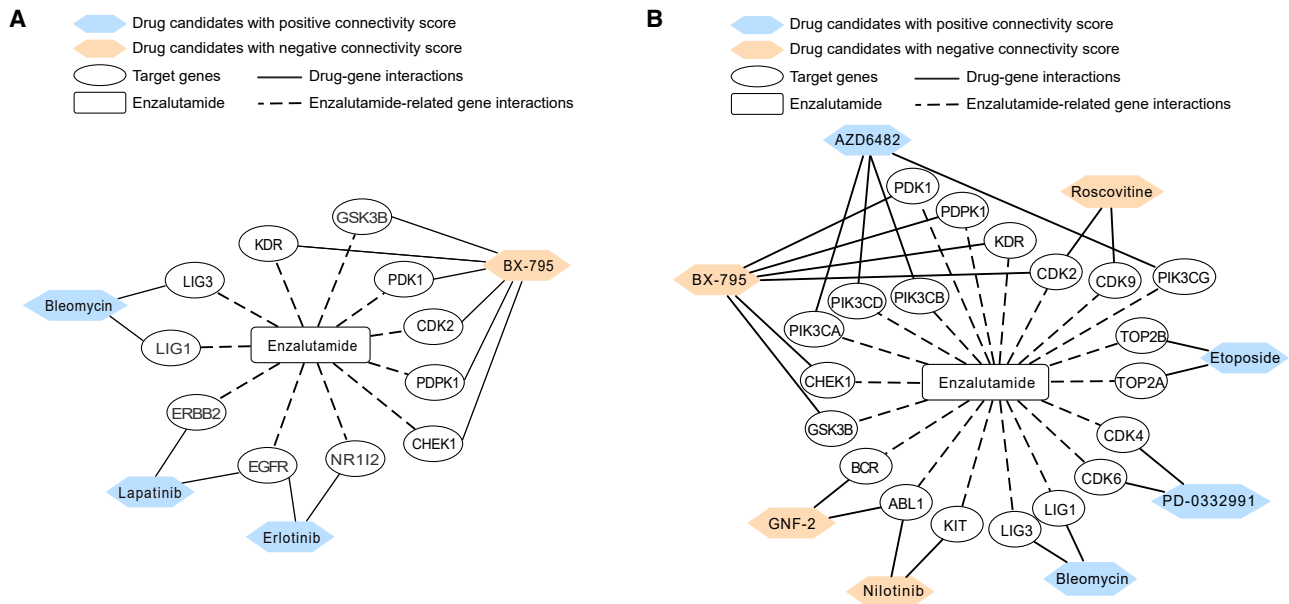 A
Drug candidates with positive connectivity score
Drug candidates with negative connectivity score
Target genes
Drug-gene interactions
Enzalutamide
Enzalutamide-related gene interactions
GSK3B
KDR
BX-795
LIG3
PDK1
Bleomycin
CDK2
LIG1
Enzalutamide
PDPK1
ERBB2
CHEK1
EGFR
NR1I2
Lapatinib
Erlotinib
B
Drug candidates with positive connectivity score
Drug candidates with negative connectivity score
Target genes
Drug-gene interactions
Enzalutamide
Enzalutamide-related gene interactions
AZD6482
PDK1
Roscovitine
PDPK1
KDR
BX-795
CDK2
CDK9
PIK3CG
PIK3CD
PIK3CB
PIK3CA
TOP2B
Etoposide
CHEK1
Enzalutamide
TOP2A
GSK3B
CDK4
BCR
CDK6
ABL1
PD-0332991
LIG1
GNF-2
KIT
LIG3
Bleomycin
Nilotinib